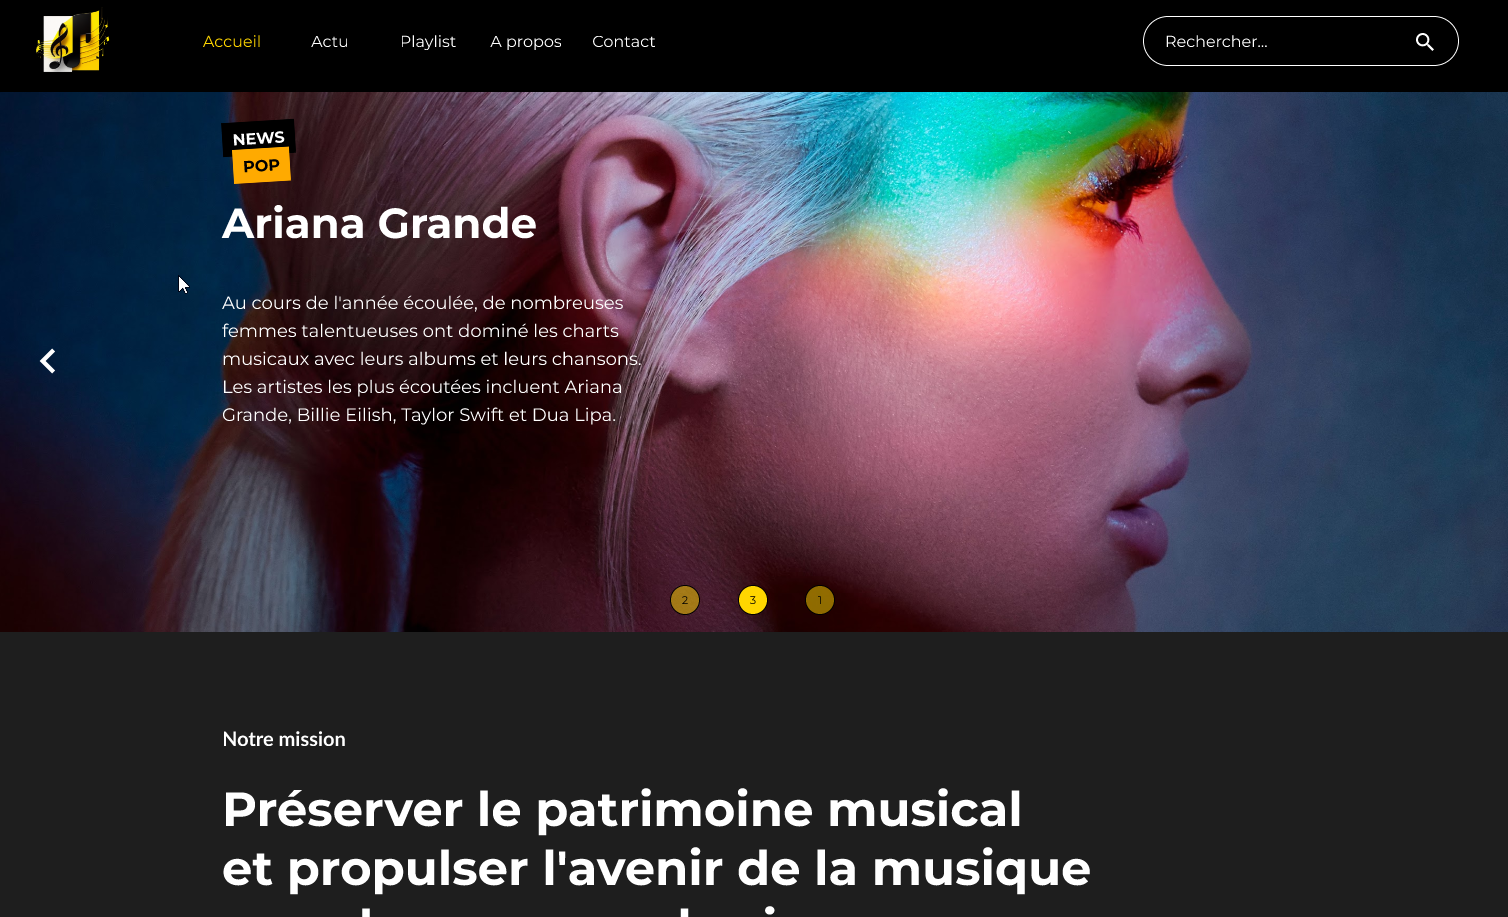 Accueil
Actu
Playlist
A propos
Contact
Rechercher...
NEWS
POP
Ariana Grande
Au cours de l'année écoulée, de nombreuses
femmes talentueuses ont dominé les charts
musicaux avec leurs albums et leurs chansons.
Les artistes les plus écoutées incluent Ariana
Grande, Billie Eilish, Taylor Swift et Dua Lipa.
2
3
1
Notre mission
Préserver le patrimoine musical
et propulser l'avenir de la musique